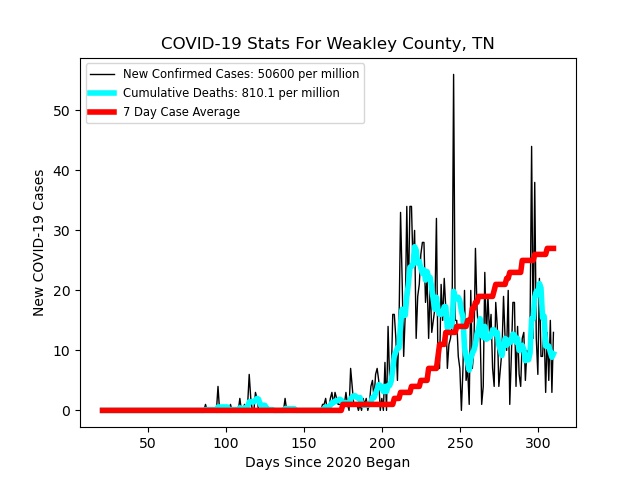 COVID-19 Stats For Weakley County, TN
New Confirmed Cases: 50600 per million
Cumulative Deaths: 810.1 per million
7 Day Case Average
New COVID-19 Cases
50
40
30
20
10
0
50 100 150 200 250 300
Days Since 2020 Began